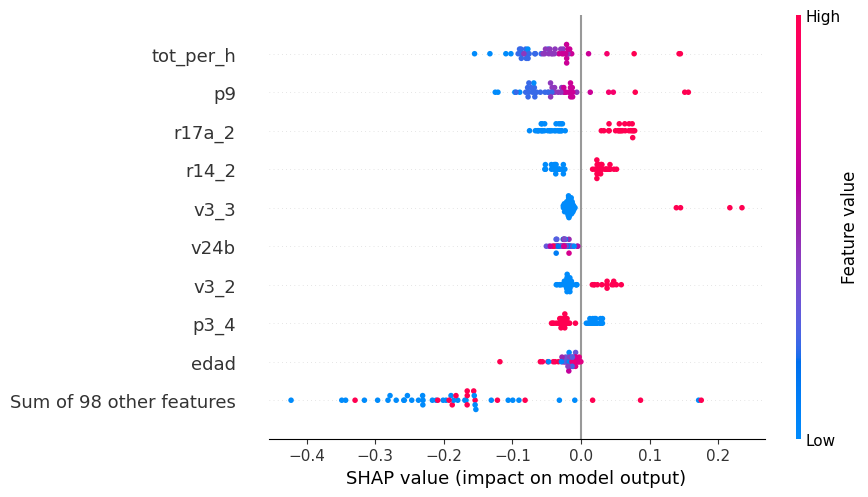 High
tot_per_h
p9
r17a_2
r14_2
v3_3
v24b
v3_2
p3_4
edad
Sum of 98 other features
Low
Feature value
−0.4 −0.3 −0.2 −0.1 0.0 0.1 0.2
SHAP value (impact on model output)